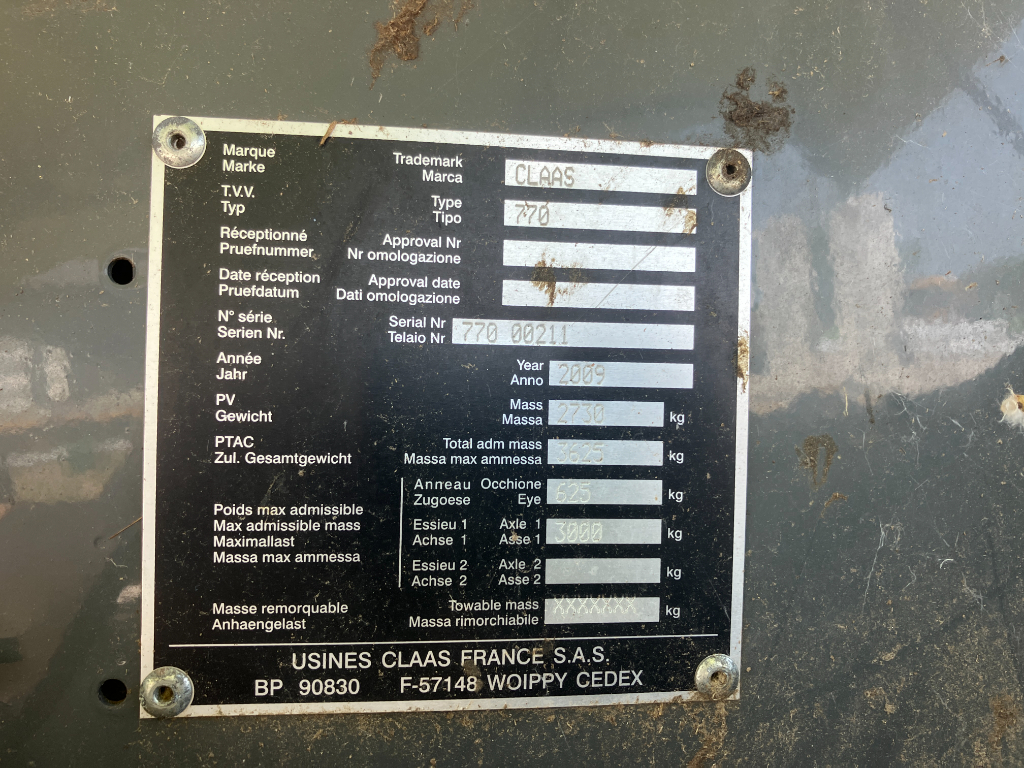 Marque Trademark CLAAS
Marke Marca
T.V.V. Type 770
Typ Tipo
Réceptionné Approval Nr
Pruefnummer Nr omologazione
Date réception Approval date
Pruefdatum Dati omologazione
N° série Serial Nr 770 00211
Serien Nr. Telaio Nr
Année Year 2009
Jahr Anno
PV Mass 2730 kg
Gewicht Massa
PTAC Total adm mass 3625 kg
Zul. Gesamtgewicht Massa max ammessa
Poids max admissible
Max admissible mass
Maximallast
Massa max ammessa
Anneau Occhione 625 kg
Zugoese Eye
Essieu 1 Axle 1 3000 kg
Achse 1 Asse 1
Essieu 2 Axle 2 kg
Achse 2 Asse 2
Masse remorquable Towable mass XXXXXXX kg
Anhaengelast Massa rimorchiabile
USINES CLAAS FRANCE S.A.S.
BP 90830 F-57148 WOIPPY CEDEX